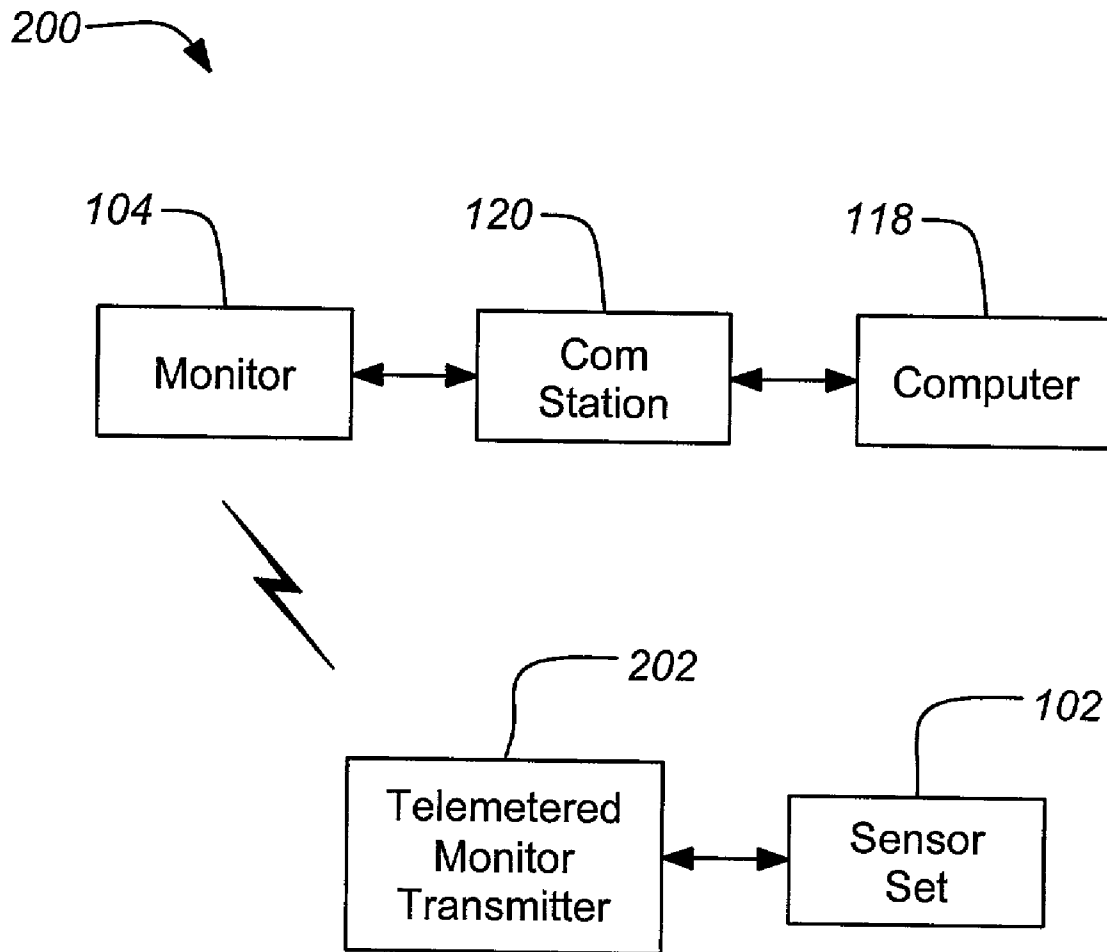 200
104
120
118
Monitor
Com
Station
Computer
202
102
Telemetered
Monitor
Transmitter
Sensor
Set